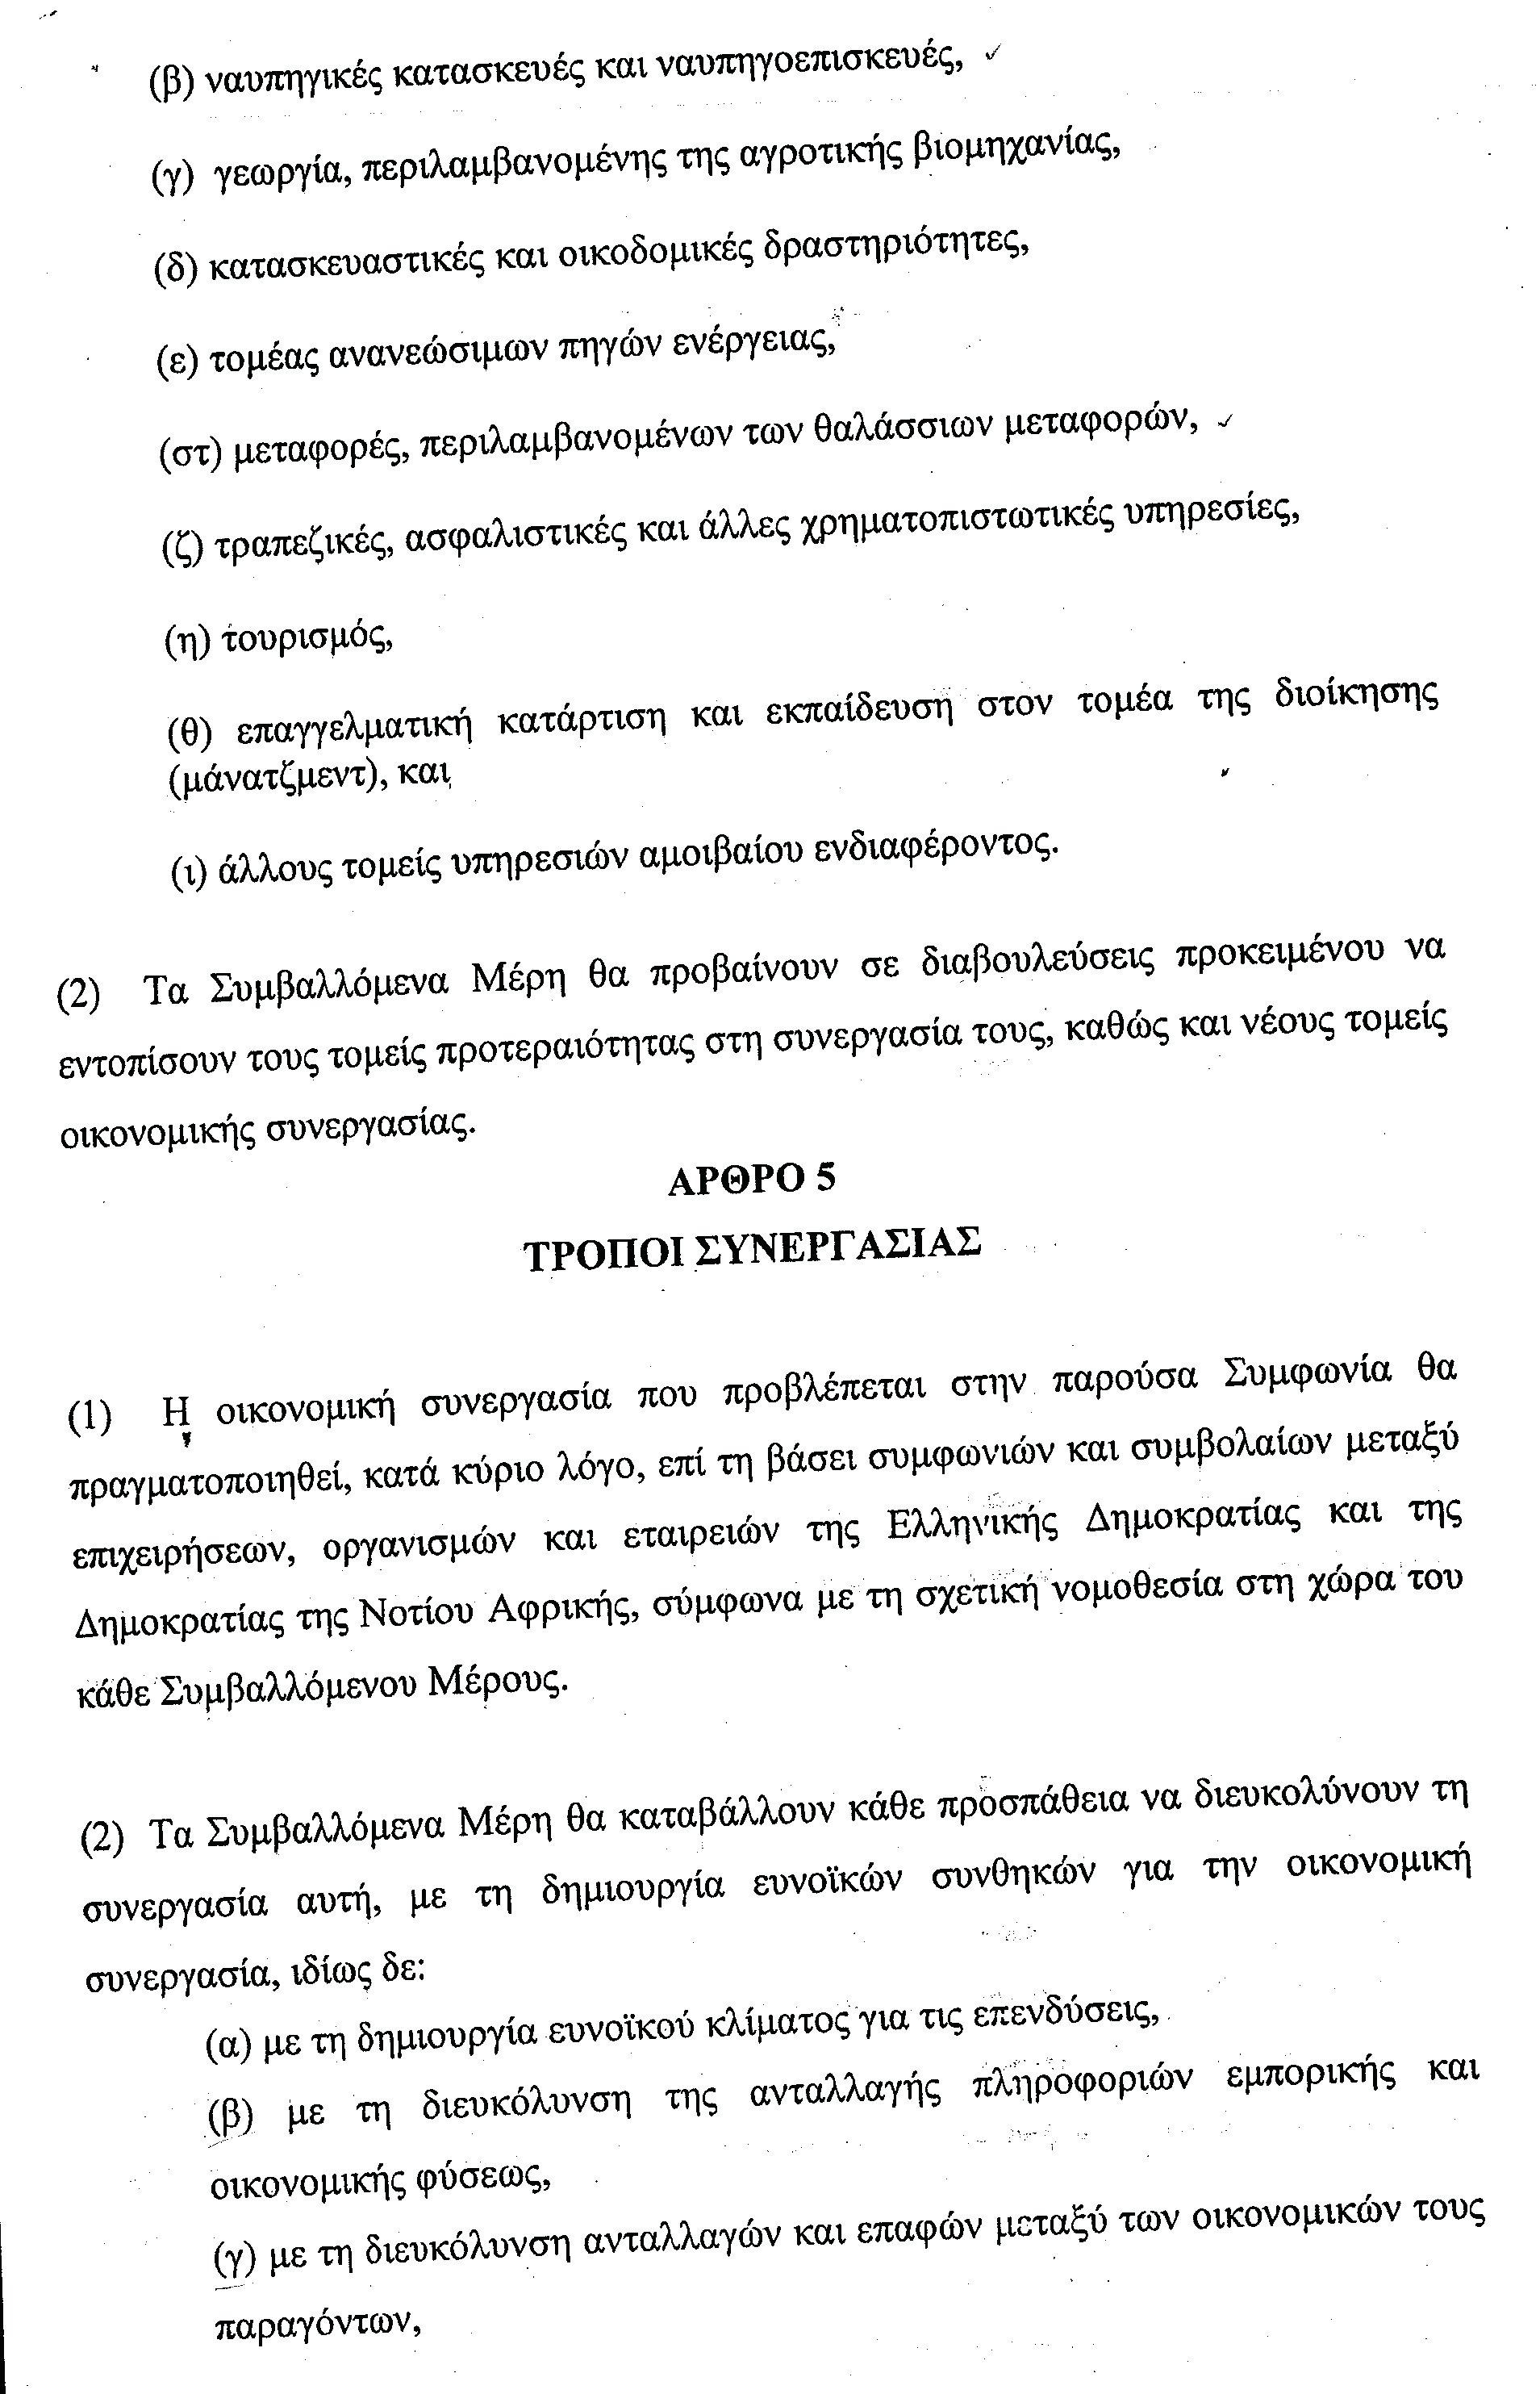 (β) ναυπηγικές κατασκευές και ναυπηγοεπισκευές,
(γ) γεωργία, περιλαμβανομένης της αγροτικής βιομηχανίας,
(δ) κατασκευαστικές και οικοδομικές δραστηριότητες,
(ε) τομέας ανανεώσιμων πηγών ενέργειας,
(στ) μεταφορές, περιλαμβανομένων των θαλάσσιων μεταφορών,
(ζ) τραπεζικές, ασφαλιστικές και άλλες χρηματοπιστωτικές υπηρεσίες,
(η) τουρισμός,
(θ) επαγγελματική κατάρτιση και εκπαίδευση στον τομέα της διοίκησης
(μάνατζμεντ), και
(ι) άλλους τομείς υπηρεσιών αμοιβαίου ενδιαφέροντος.
(2) Τα Συμβαλλόμενα Μέρη θα προβαίνουν σε διαβουλεύσεις προκειμένου να
εντοπίσουν τους τομείς προτεραιότητας στη συνεργασία τους, καθώς και νέους τομείς
οικονομικής συνεργασίας.
ΑΡΘΡΟ 5
ΤΡΟΠΟΙ ΣΥΝΕΡΓΑΣΙΑΣ
(1) Η οικονομική συνεργασία που προβλέπεται στην παρούσα Συμφωνία θα
πραγματοποιηθεί, κατά κύριο λόγο, επί τη βάσει συμφωνιών και συμβολαίων μεταξύ
επιχειρήσεων, οργανισμών και εταιρειών της Ελληνικής Δημοκρατίας και της
Δημοκρατίας της Νοτίου Αφρικής, σύμφωνα με τη σχετική νομοθεσία στη χώρα του
κάθε Συμβαλλόμενου Μέρους.
(2) Τα Συμβαλλόμενα Μέρη θα καταβάλλουν κάθε προσπάθεια να διευκολύνουν τη
συνεργασία αυτή, με τη δημιουργία ευνοϊκών συνθηκών για την οικονομική
συνεργασία, ιδίως δε:
(α) με τη δημιουργία ευνοϊκού κλίματος για τις επενδύσεις,
(β) με τη διευκόλυνση της ανταλλαγής πληροφοριών εμπορικής και
οικονομικής φύσεως,
(γ) με τη διευκόλυνση ανταλλαγών και επαφών μεταξύ των οικονομικών τους
παραγόντων,